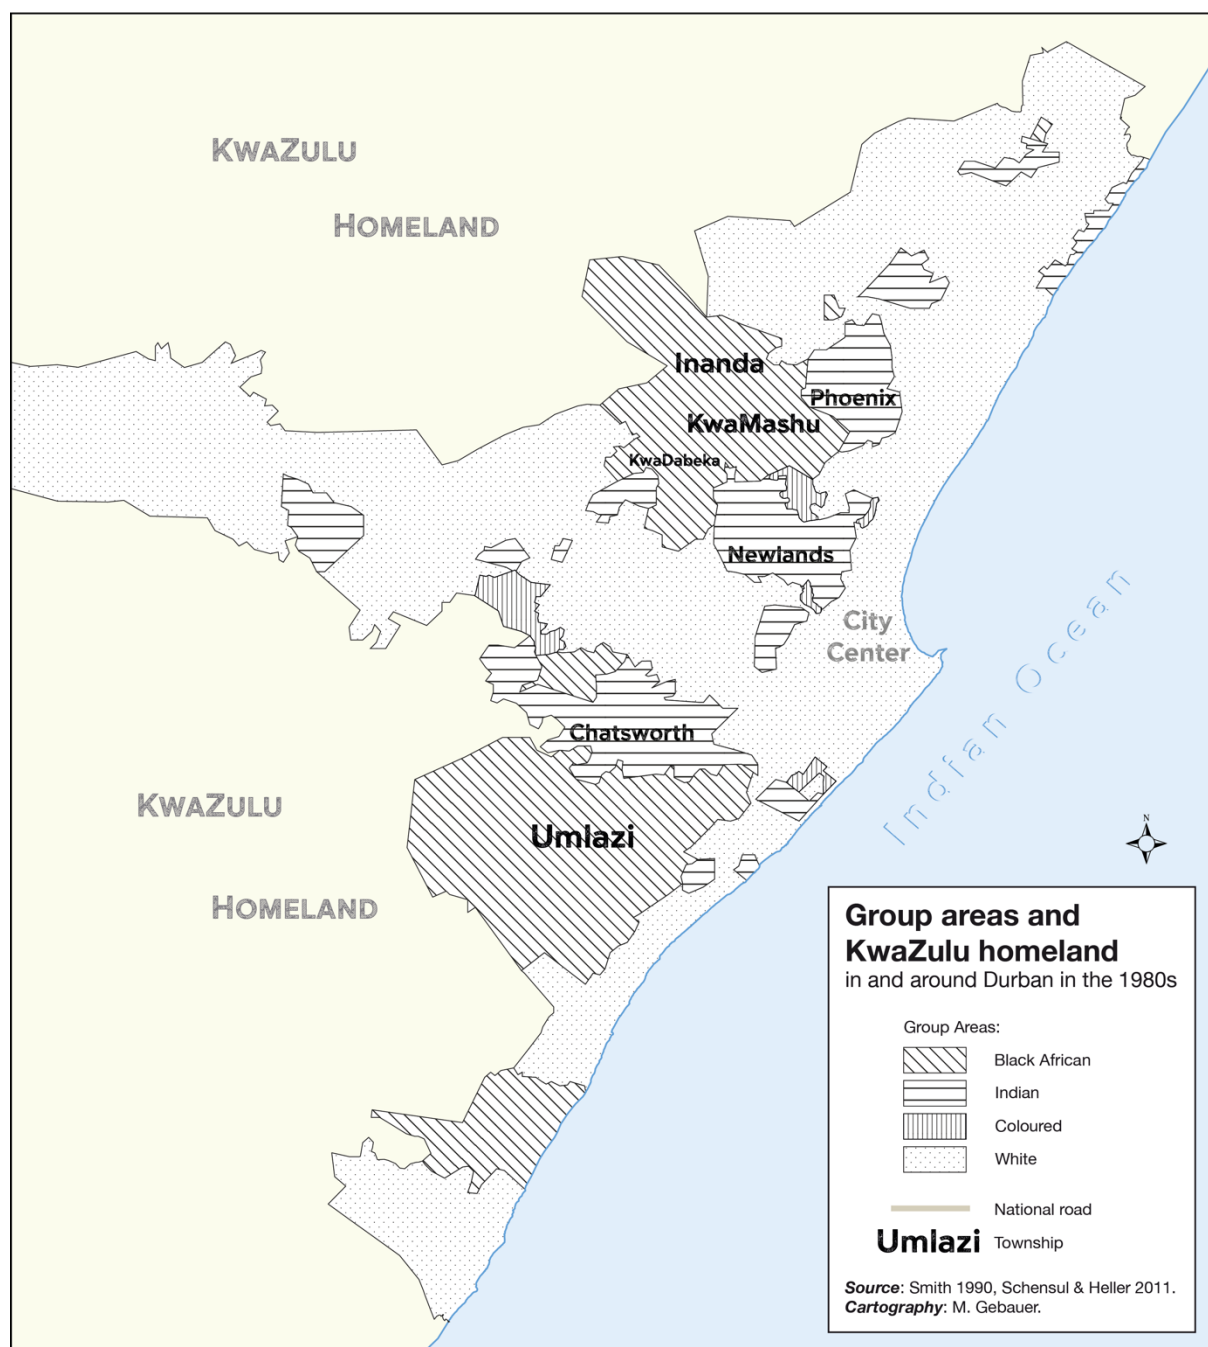 KwaZulu
Homeland
Inanda
Phoenix
KwaMashu
KwaDabeka
Newlands
City
Center
Indian Ocean
Chatsworth
KwaZulu
Umlazi
Homeland
N
Group areas and
KwaZulu homeland
in and around Durban in the 1980s
Group Areas:
Black African
Indian
Coloured
White
National road
Umlazi Township
Source: Smith 1990, Schensul & Heller 2011.
Cartography: M. Gebauer.